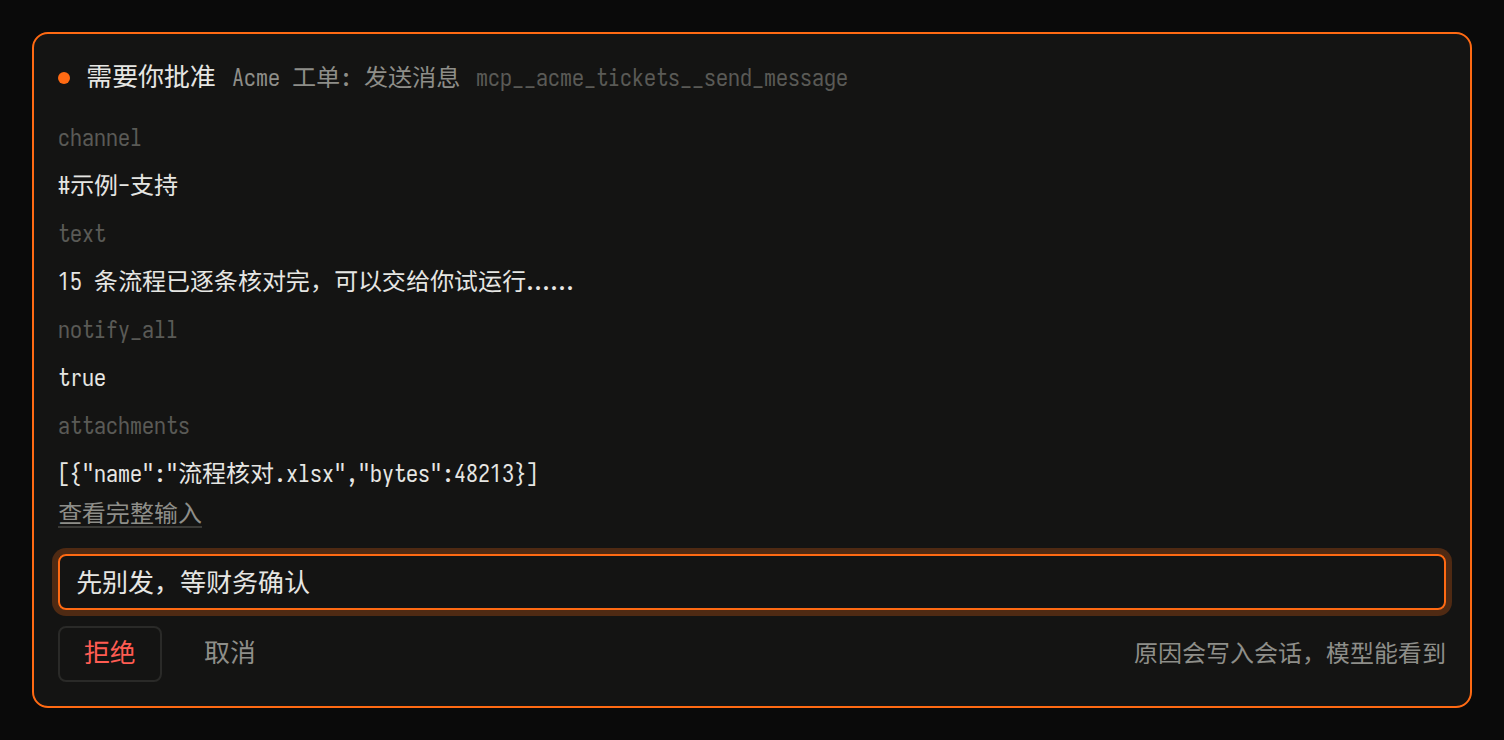 需要你批准 Acme 工单: 发送消息 mcp__acme_tickets__send_message
channel
#示例-支持
text
15 条流程已逐条核对完，可以交给你试运行……
notify_all
true
attachments
[{"name":"流程核对.xlsx","bytes":48213}]
查看完整输入
先别发，等财务确认
拒绝 取消 原因会写入会话，模型能看到